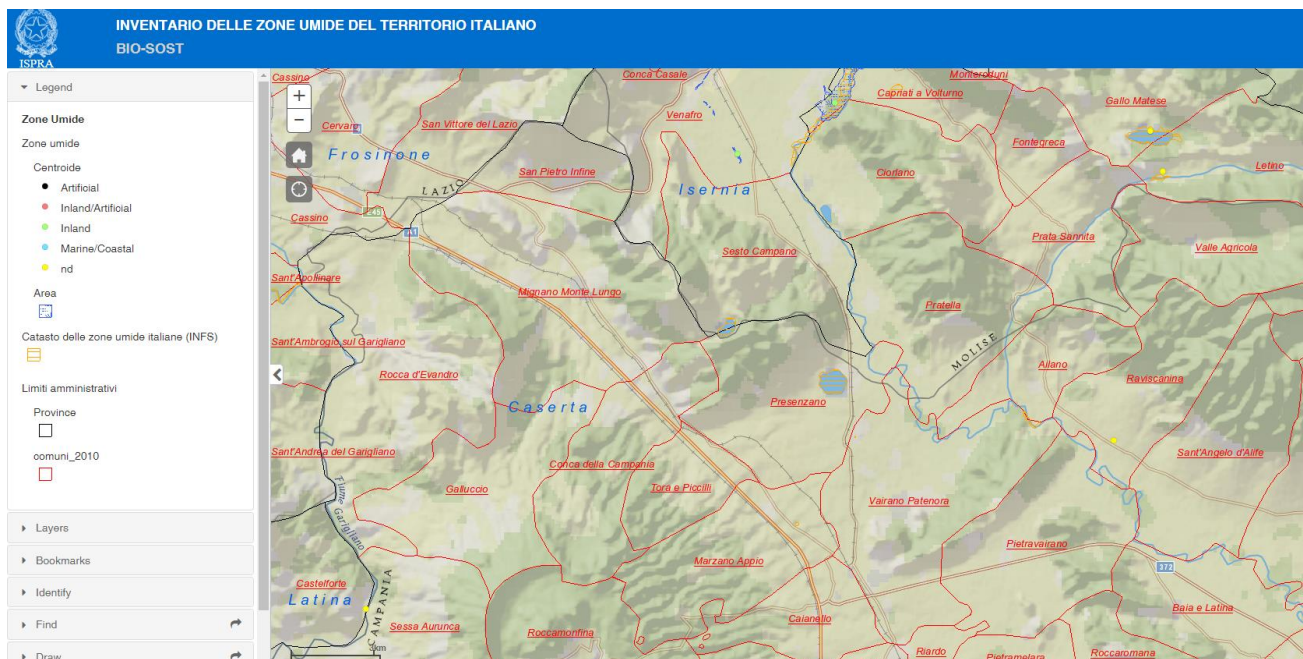 INVENTARIO DELLE ZONE UMIDE DEL TERRITORIO ITALIANO
BIO-SOST
ISPRA
Legend
Zone Umide
Zone umide
Centroide
Artificial
Inland/Artificial
Inland
Marine/Coastal
nd
Area
Catasto delle zone umide italiane (INFS)
Limiti amministrativi
Province
comuni_2010
Layers
Bookmarks
Identify
Find
Draw
+
−
Cassino
Conca Casale
Monteroduni
Capriati a Volturno
Gallo Matese
Venafro
Cervaro
San Vittore del Lazio
Frosinone
Fontegreca
Letino
San Pietro Infine
Ciorlano
LAZIO
Isernia
Cassino
A1
Prata Sannita
Sesto Campano
Valle Agricola
Sant'Apollinare
Mignano Monte Lungo
Pratella
Sant'Ambrogio sul Garigliano
MOLISE
Ailano
Rocca d'Evandro
Raviscanina
Caserta
Presenzano
Sant'Andrea del Garigliano
Conca della Campania
Sant'Angelo d'Alife
Galluccio
Tora e Piccilli
Vairano Patenora
Fiume Garigliano
Pietravairano
Marzano Appio
372
Castelforte
Latina
CAMPANIA
Baia e Latina
Sessa Aurunca
Roccamonfina
Caianello
Riardo
Pietramelara
Roccaromana